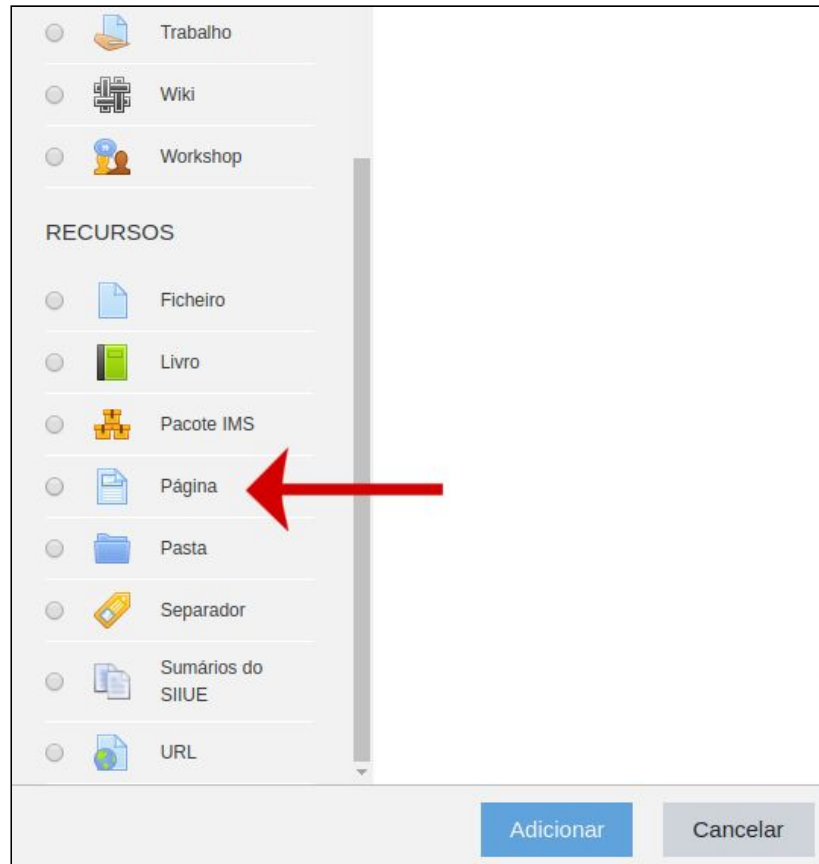 Trabalho
Wiki
Workshop
RECURSOS
Ficheiro
Livro
Pacote IMS
Página
Pasta
Separador
Sumários do
SIIUE
URL
Adicionar
Cancelar